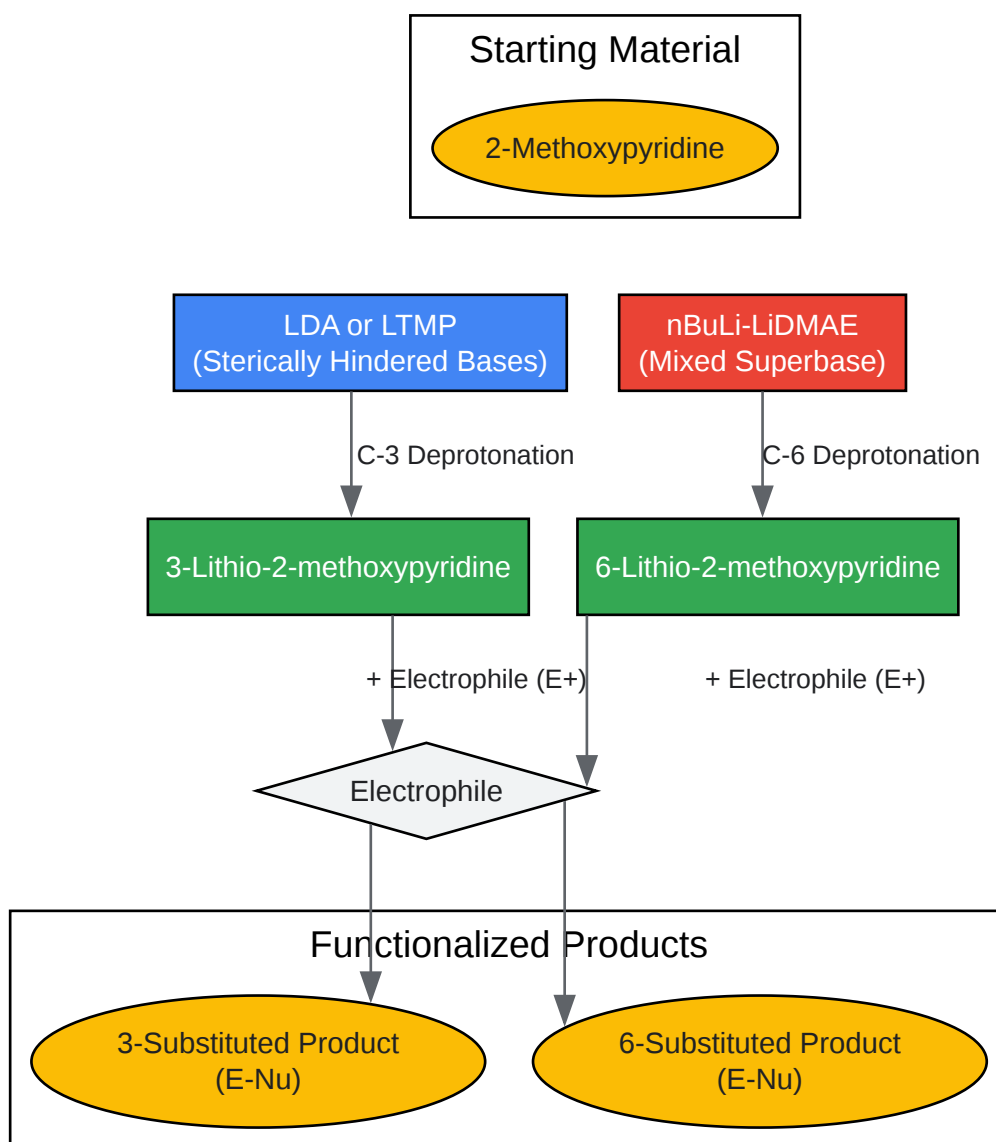 Starting Material
2-Methoxypyridine
LDA or LTMP
(Sterically Hindered Bases)
nBuLi-LiDMAE
(Mixed Superbase)
C-3 Deprotonation
C-6 Deprotonation
3-Lithio-2-methoxypyridine
6-Lithio-2-methoxypyridine
+ Electrophile (E+)
+ Electrophile (E+)
Electrophile
Functionalized Products
3-Substituted Product
(E-Nu)
6-Substituted Product
(E-Nu)